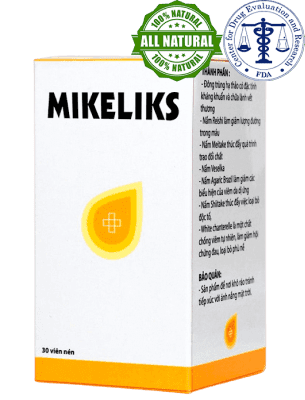 100% NATURAL
ALL NATURAL
100% NATURAL
Center for Drug Evaluation and Research
FDA
MIKELIKS
30 viên nén
THÀNH PHẦN :
- Đông trùng hạ thảo có đặc tính
kháng khuẩn và chữa lành vết
thương
- Nấm Reishi làm giảm lượng đường
trong máu
- Nấm Meitake thúc đẩy quá trình
trao đổi chất
- Nấm Veselka
- Nấm Agaric Brazil làm giảm các
biểu hiện của viêm da dị ứng
- Nấm Shiitake thúc đẩy việc loại bỏ
độc tố.
- White chanterelle là một chất
chống viêm tự nhiên, làm giảm hội
chứng đau, loại bỏ phù nề
BẢO QUẢN:
- Sản phẩm để nơi khô ráo tránh
tiếp xúc với ánh nắng mặt trời.